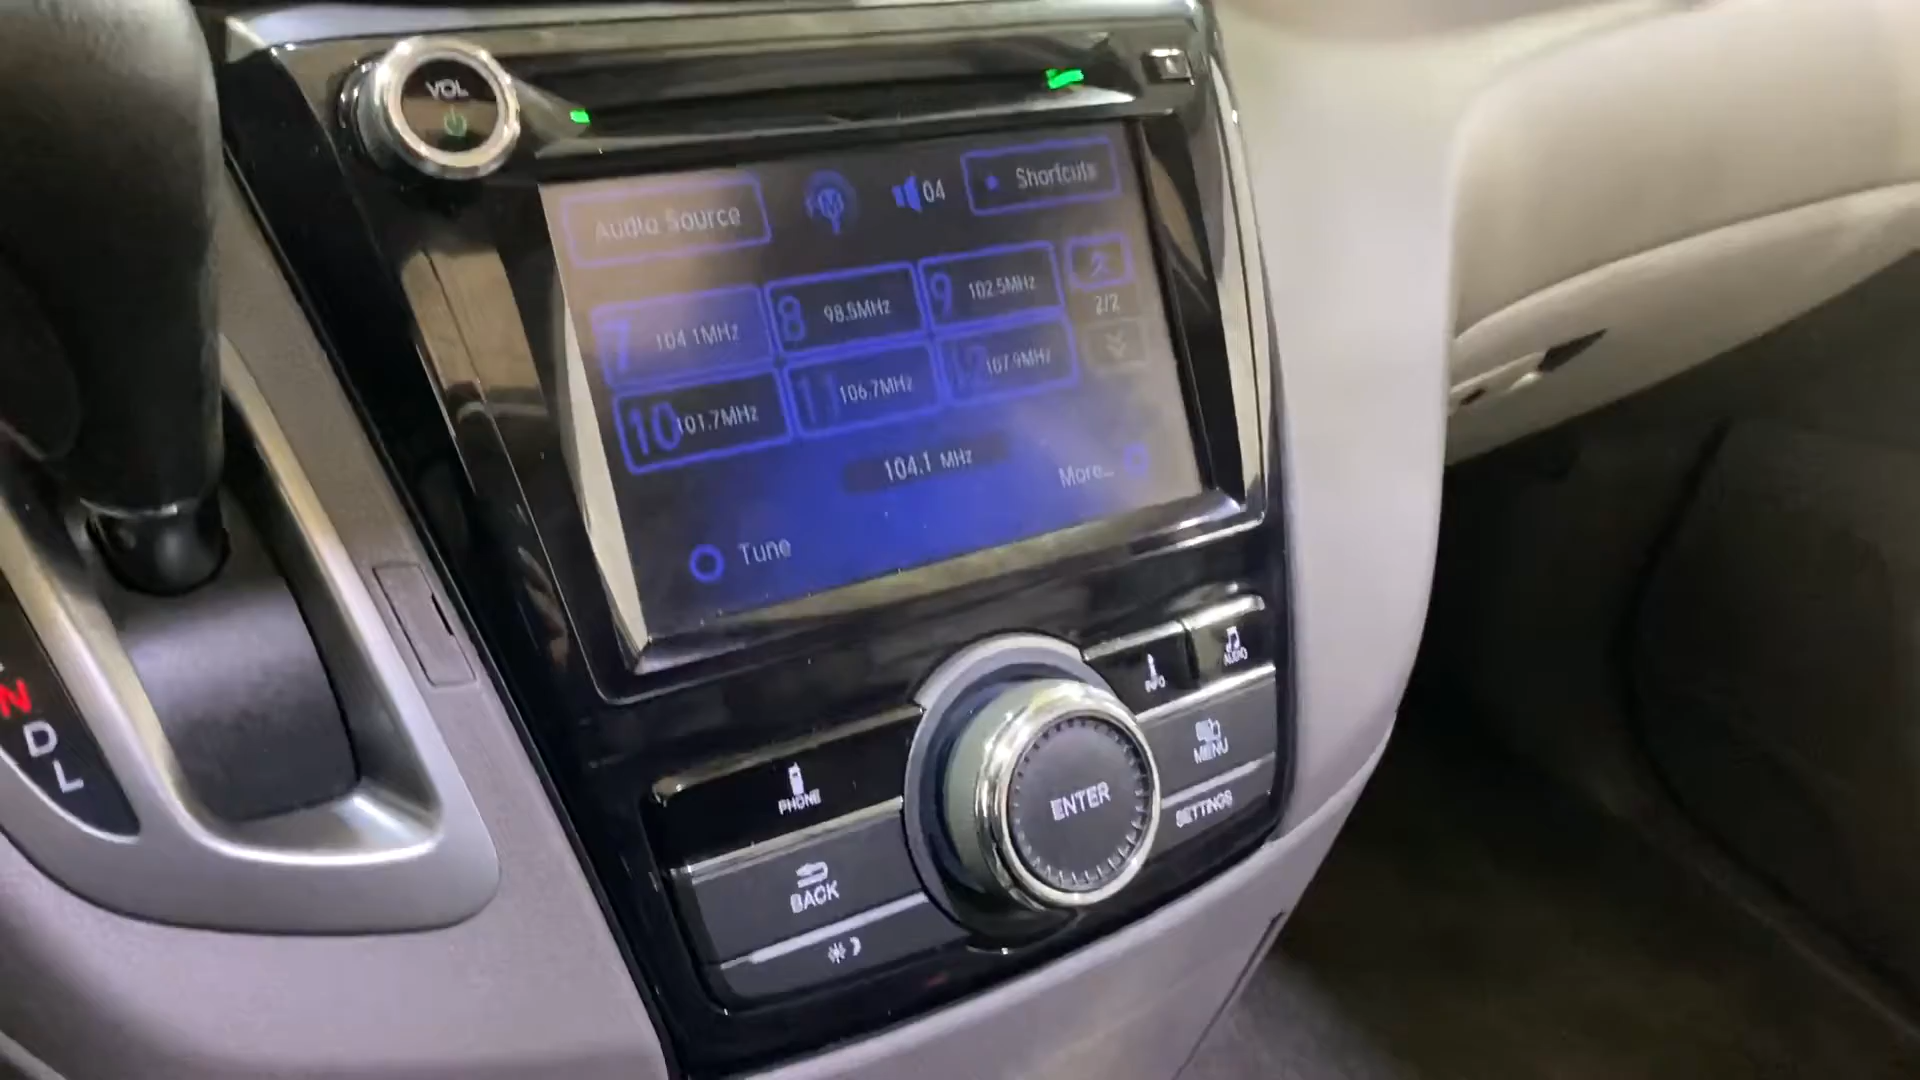 VOL
Audio Source
FM
04
Shortcuts
7 104.1MHz
8 98.5MHz
9 102.5MHz
2/2
10 101.7MHz
11 106.7MHz
12 107.9MHz
104.1 MHz
More...
Tune
N
D
L
INFO
AUDIO
PHONE
MENU
ENTER
SETTINGS
BACK